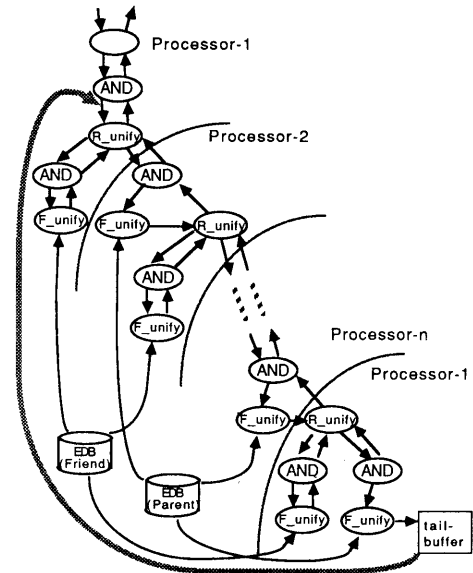 Processor-1
AND
R_unify
Processor-2
AND
AND
F_unify
F_unify
R_unify
AND
F_unify
Processor-n
AND
Processor-1
F_unify
R_unify
EDB
(Friend)
EDB
(Parent)
AND
AND
F_unify
F_unify
tail-
buffer